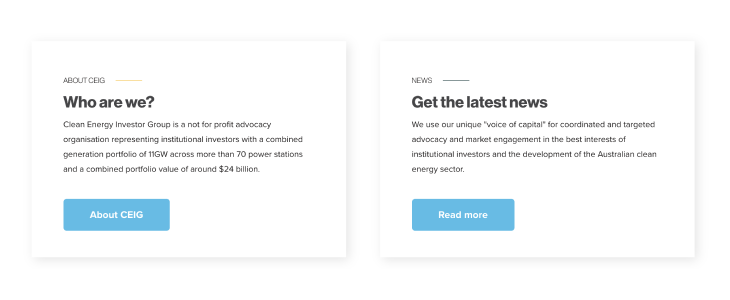 ABOUT CEIG
Who are we?
Clean Energy Investor Group is a not for profit advocacy
organisation representing institutional investors with a combined
generation portfolio of 11GW across more than 70 power stations
and a combined portfolio value of around $24 billion.
About CEIG
NEWS
Get the latest news
We use our unique "voice of capital" for coordinated and targeted
advocacy and market engagement in the best interests of
institutional investors and the development of the Australian clean
energy sector.
Read more